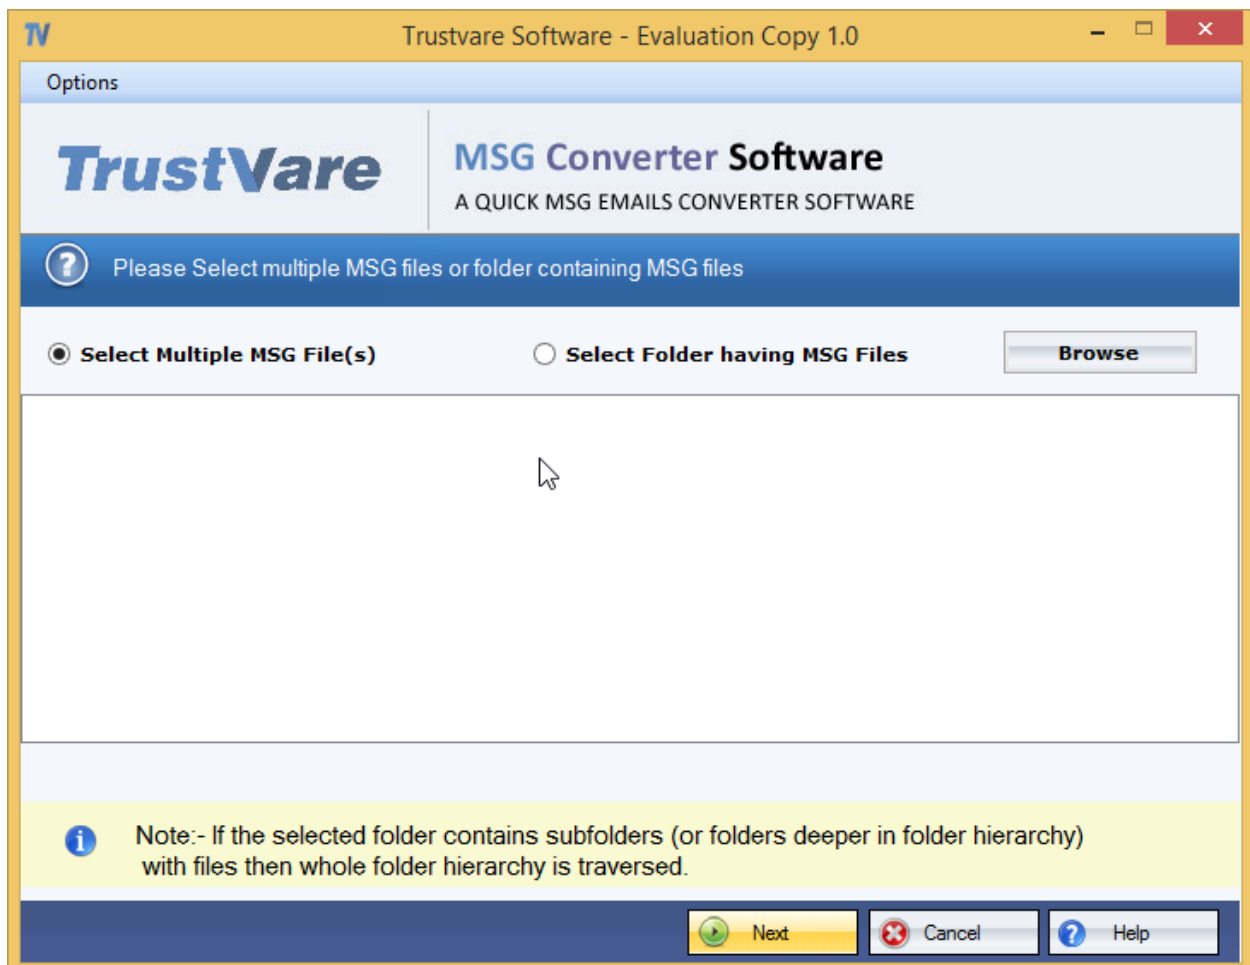 TV
Trustvare Software - Evaluation Copy 1.0
Options
TrustVare
MSG Converter Software
A QUICK MSG EMAILS CONVERTER SOFTWARE
? Please Select multiple MSG files or folder containing MSG files
Select Multiple MSG File(s)
Select Folder having MSG Files
Browse
Note:- If the selected folder contains subfolders (or folders deeper in folder hierarchy)
with files then whole folder hierarchy is traversed.
Next
Cancel
? Help